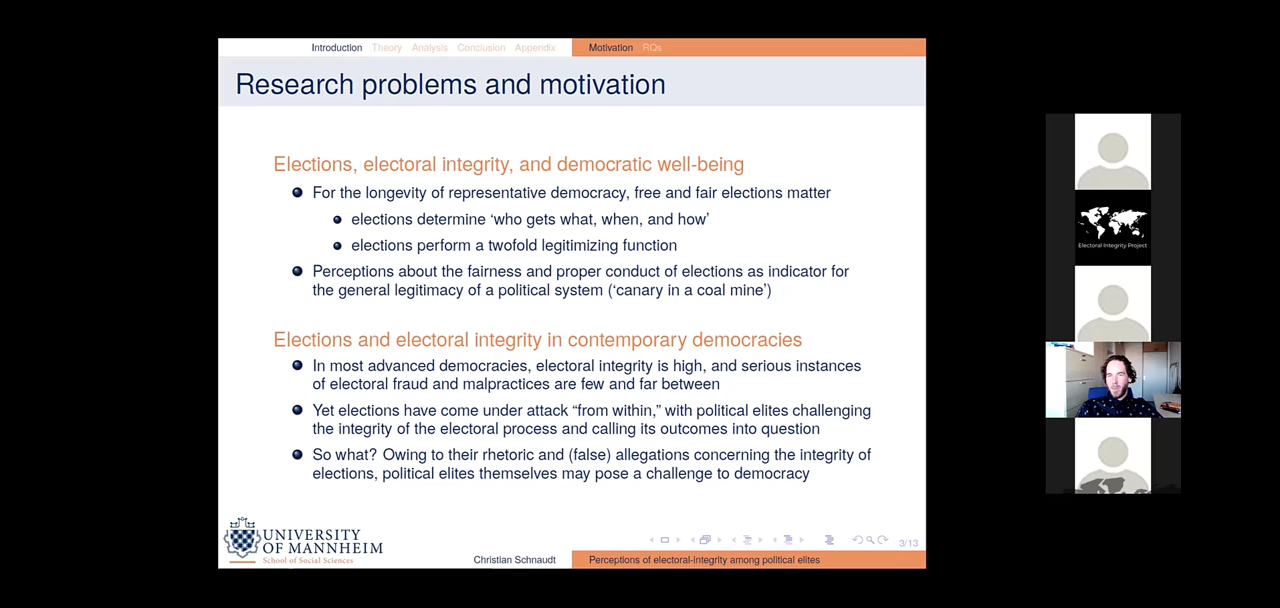 Introduction Theory Analysis Conclusion Appendix Motivation RQs
Research problems and motivation
Elections, electoral integrity, and democratic well-being
For the longevity of representative democracy, free and fair elections matter
elections determine ‘who gets what, when, and how’
elections perform a twofold legitimizing function
Perceptions about the fairness and proper conduct of elections as indicator for
the general legitimacy of a political system (‘canary in a coal mine’)
Elections and electoral integrity in contemporary democracies
In most advanced democracies, electoral integrity is high, and serious instances
of electoral fraud and malpractices are few and far between
Yet elections have come under attack “from within,” with political elites challenging
the integrity of the electoral process and calling its outcomes into question
So what? Owing to their rhetoric and (false) allegations concerning the integrity of
elections, political elites themselves may pose a challenge to democracy
UNIVERSITY
OF MANNHEIM
School of Social Sciences
3/13
Christian Schnaudt Perceptions of electoral-integrity among political elites
Electoral Integrity Project